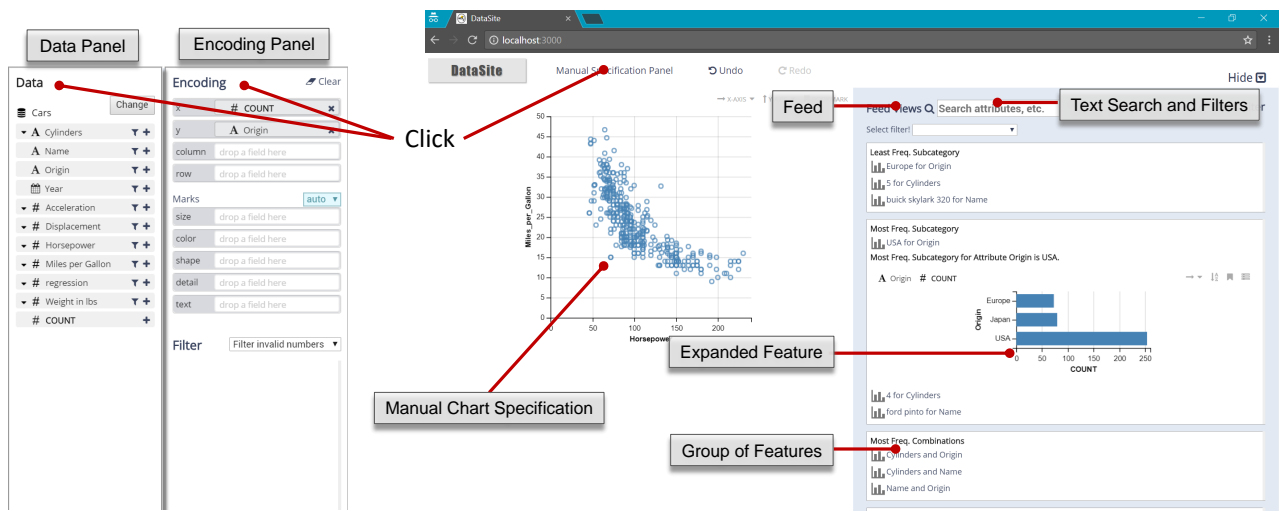 Data Panel
Encoding Panel
Data
Cars
Change
A Cylinders
A Name
A Origin
Year
# Acceleration
# Displacement
# Horsepower
# Miles per Gallon
# regression
# Weight in lbs
# COUNT
Encoding
Clear
x # COUNT
y A Origin
column drop a field here
row drop a field here
Marks auto
size drop a field here
color drop a field here
shape drop a field here
detail drop a field here
text drop a field here
Filter Filter invalid numbers
Click
DataSite
localhost:3000
DataSite
Manual Specification Panel
Undo
Redo
Hide
X-AXIS
MARK
50
45
40
35
30
25
20
15
10
5
0
Miles_per_Gallon
0 50 100 150 200
Horsepower
Manual Chart Specification
Feed
Feed Views
Search attributes, etc.
Text Search and Filters
Select filter!
Least Freq. Subcategory
Europe for Origin
5 for Cylinders
buick skylark 320 for Name
Most Freq. Subcategory
USA for Origin
Most Freq. Subcategory for Attribute Origin is USA.
A Origin # COUNT
Origin
Europe
Japan
USA
0 50 100 150 200 250
COUNT
Expanded Feature
4 for Cylinders
ford pinto for Name
Group of Features
Most Freq. Combinations
Cylinders and Origin
Cylinders and Name
Name and Origin